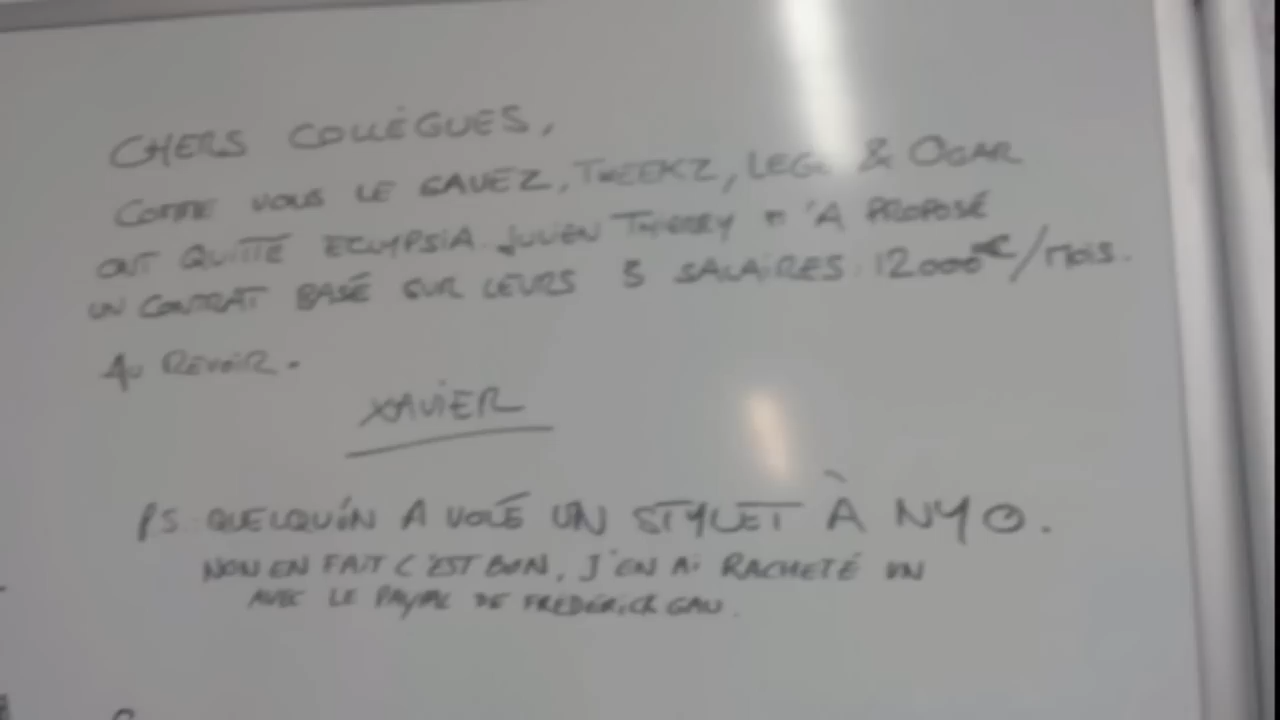 CHERS COLLÈGUES,
COMME VOUS LE SAVEZ, TWEEKZ, LEGO & OGAR
ONT QUITTÉ ECLYPSIA. JULIEN THIERRY M'A PROPOSÉ
UN CONTRAT BASÉ SUR LEURS 3 SALAIRES : 12000€/MOIS.
AU REVOIR.
XAVIER
PS : QUELQU'UN A VOLÉ UN STYLET À NYO.
NON EN FAIT C'EST BON, J'EN AI RACHETÉ UN
AVEC LE PAYPAL DE FREDERICK GAU.